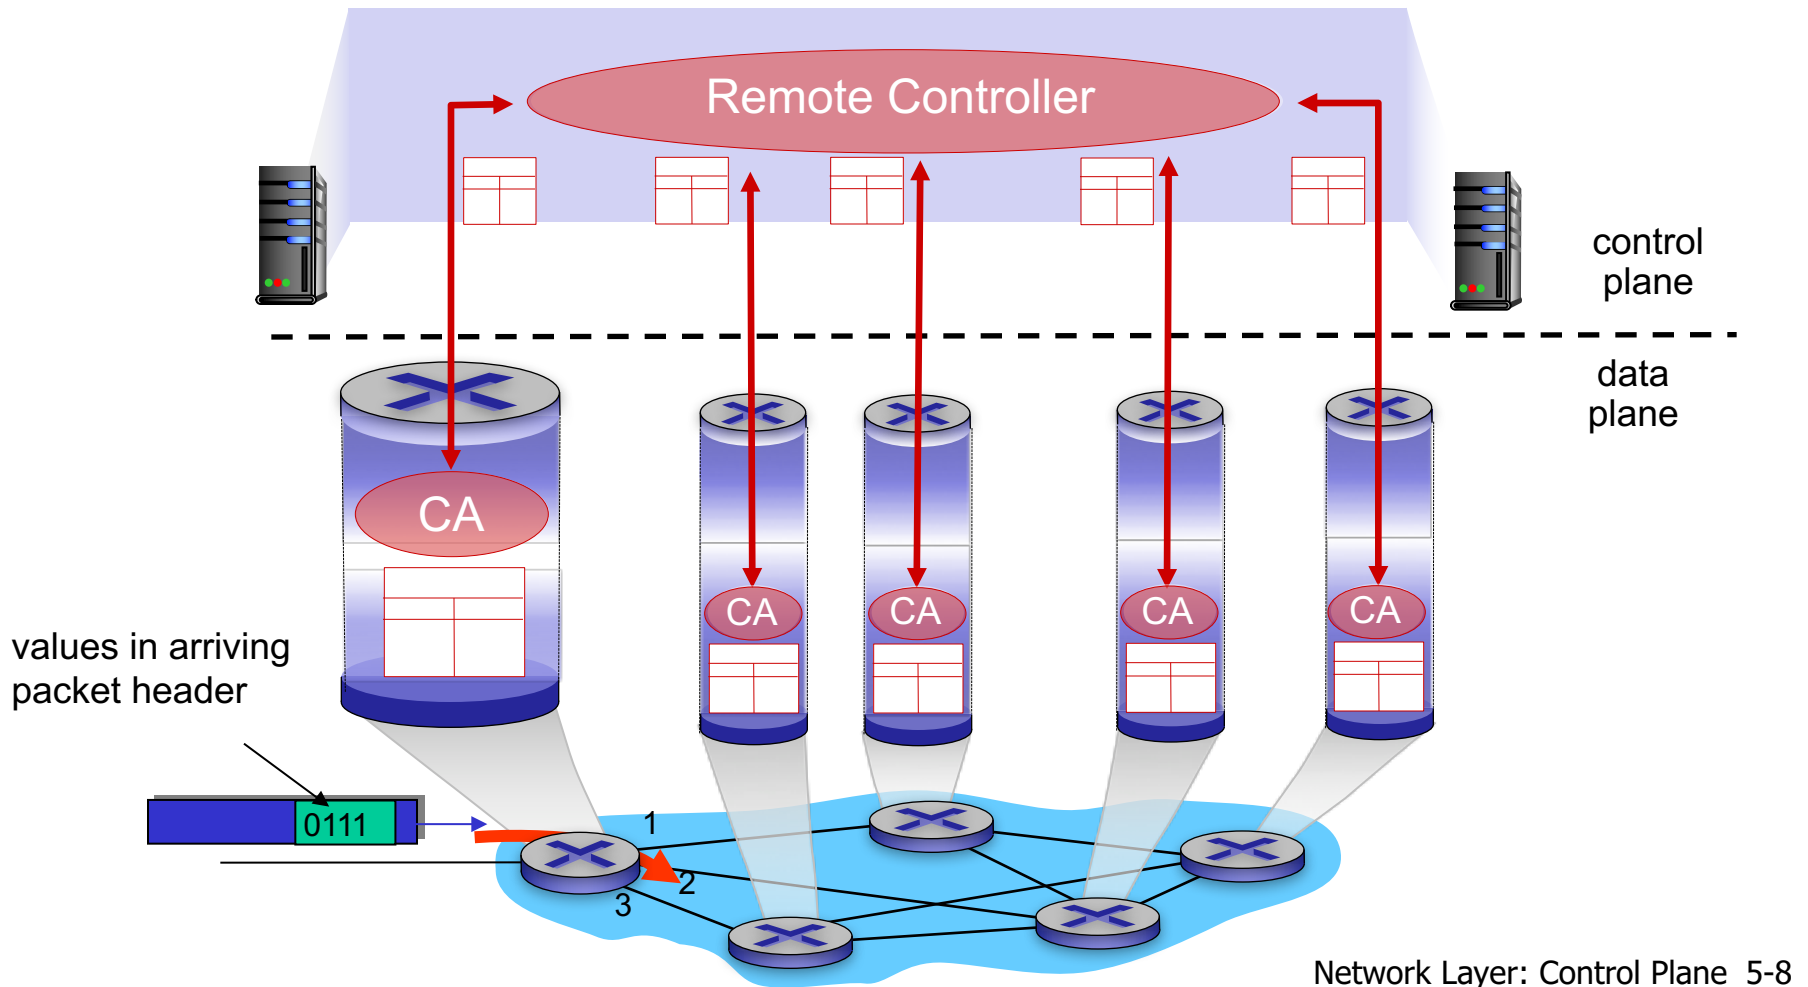 Remote Controller
control
plane
data
plane
CA
CA
CA
CA
CA
values in arriving
packet header
0111
1
2
3
Network Layer: Control Plane 5-8